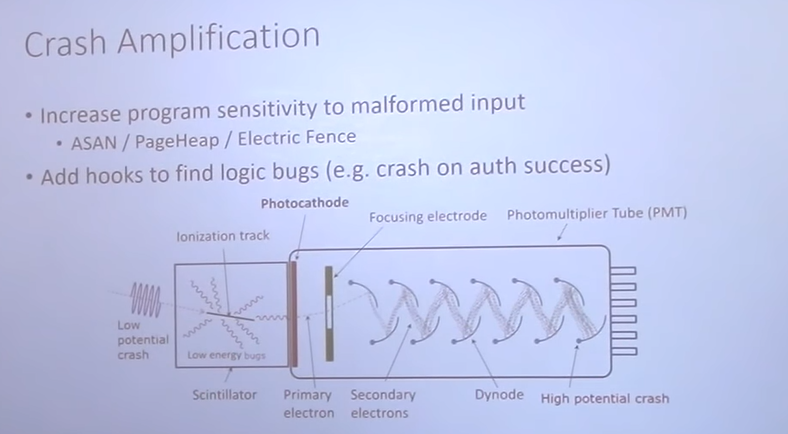 Crash Amplification
• Increase program sensitivity to malformed input
• ASAN / PageHeap / Electric Fence
• Add hooks to find logic bugs (e.g. crash on auth success)
Photocathode
Focusing electrode
Photomultiplier Tube (PMT)
Ionization track
Low
potential
crash
Low energy bugs
Scintillator
Primary
electron
Secondary
electrons
Dynode
High potential crash